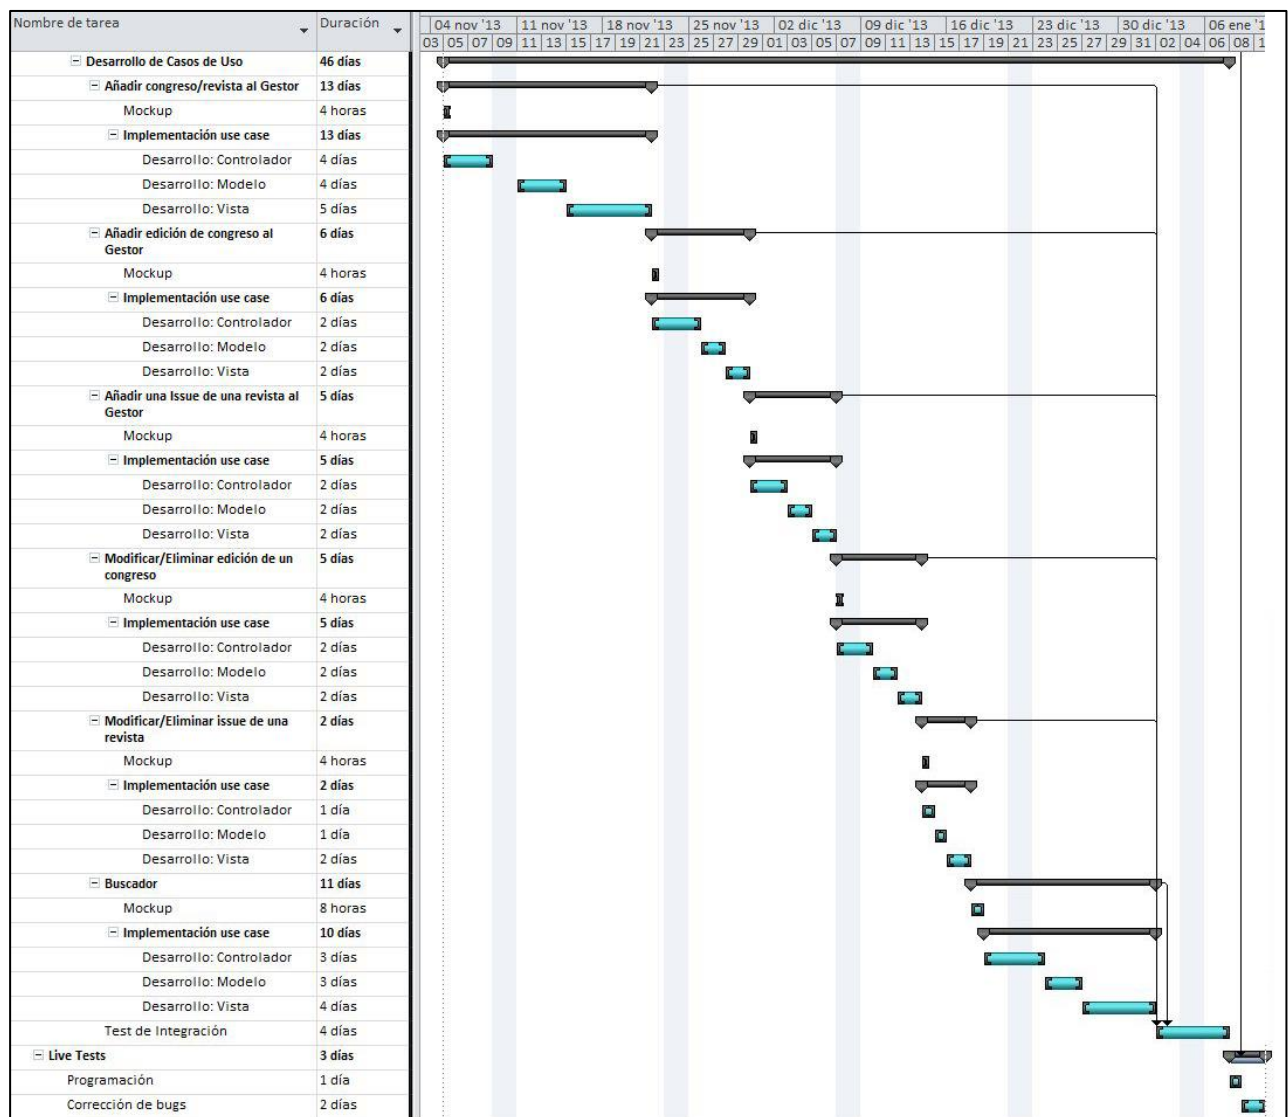 Nombre de tarea Duración 04 nov '13 11 nov '13 18 nov '13 25 nov '13 02 dic '13 09 dic '13 16 dic '13 23 dic '13 30 dic '13 06 ene '1
03 05 07 09 11 13 15 17 19 21 23 25 27 29 01 03 05 07 09 11 13 15 17 19 21 23 25 27 29 31 02 04 06 08 1
Desarrollo de Casos de Uso 46 días
Añadir congreso/revista al Gestor 13 días
Mockup 4 horas
Implementación use case 13 días
Desarrollo: Controlador 4 días
Desarrollo: Modelo 4 días
Desarrollo: Vista 5 días
Añadir edición de congreso al 6 días
Gestor
Mockup 4 horas
Implementación use case 6 días
Desarrollo: Controlador 2 días
Desarrollo: Modelo 2 días
Desarrollo: Vista 2 días
Añadir una Issue de una revista al 5 días
Gestor
Mockup 4 horas
Implementación use case 5 días
Desarrollo: Controlador 2 días
Desarrollo: Modelo 2 días
Desarrollo: Vista 2 días
Modificar/Eliminar edición de un 5 días
congreso
Mockup 4 horas
Implementación use case 5 días
Desarrollo: Controlador 2 días
Desarrollo: Modelo 2 días
Desarrollo: Vista 2 días
Modificar/Eliminar issue de una 2 días
revista
Mockup 4 horas
Implementación use case 2 días
Desarrollo: Controlador 1 día
Desarrollo: Modelo 1 día
Desarrollo: Vista 2 días
Buscador 11 días
Mockup 8 horas
Implementación use case 10 días
Desarrollo: Controlador 3 días
Desarrollo: Modelo 3 días
Desarrollo: Vista 4 días
Test de Integración 4 días
Live Tests 3 días
Programación 1 día
Corrección de bugs 2 días